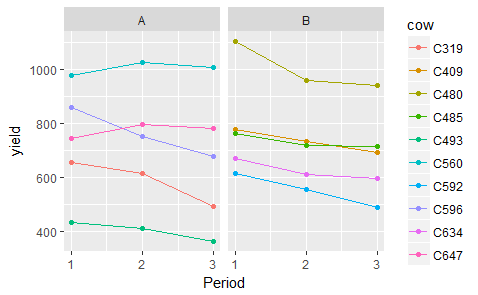 A B
1000
800
600
400
yield
1 2 3 1 2 3
Period
cow
C319
C409
C480
C485
C493
C560
C592
C596
C634
C647